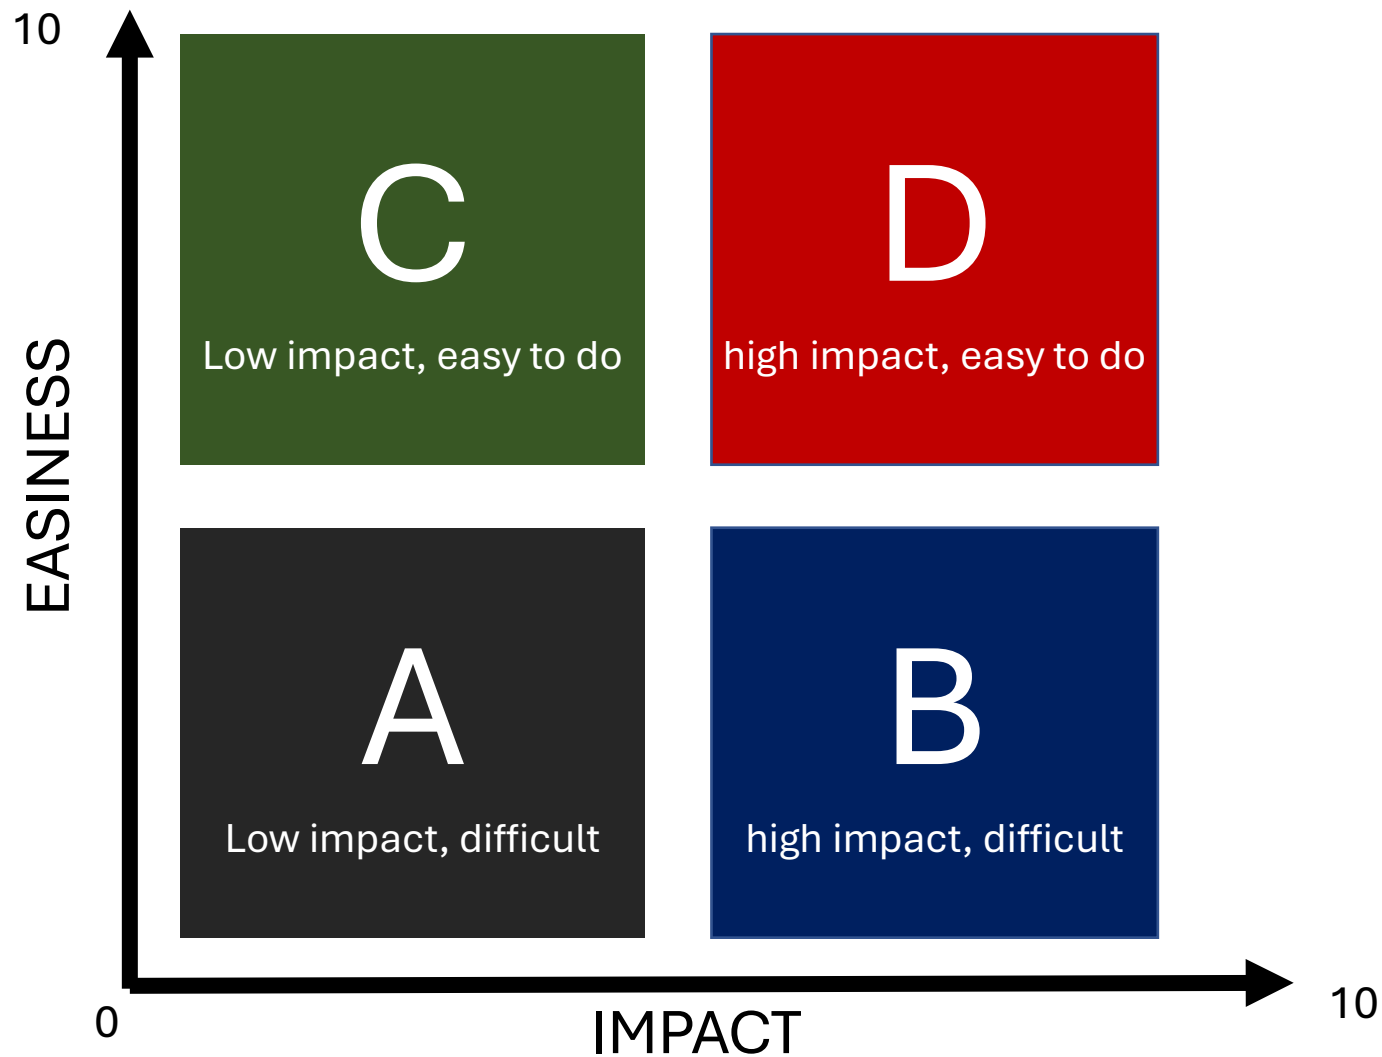 10
C
Low impact, easy to do
D
high impact, easy to do
EASINESS
A
Low impact, difficult
B
high impact, difficult
0
IMPACT
10